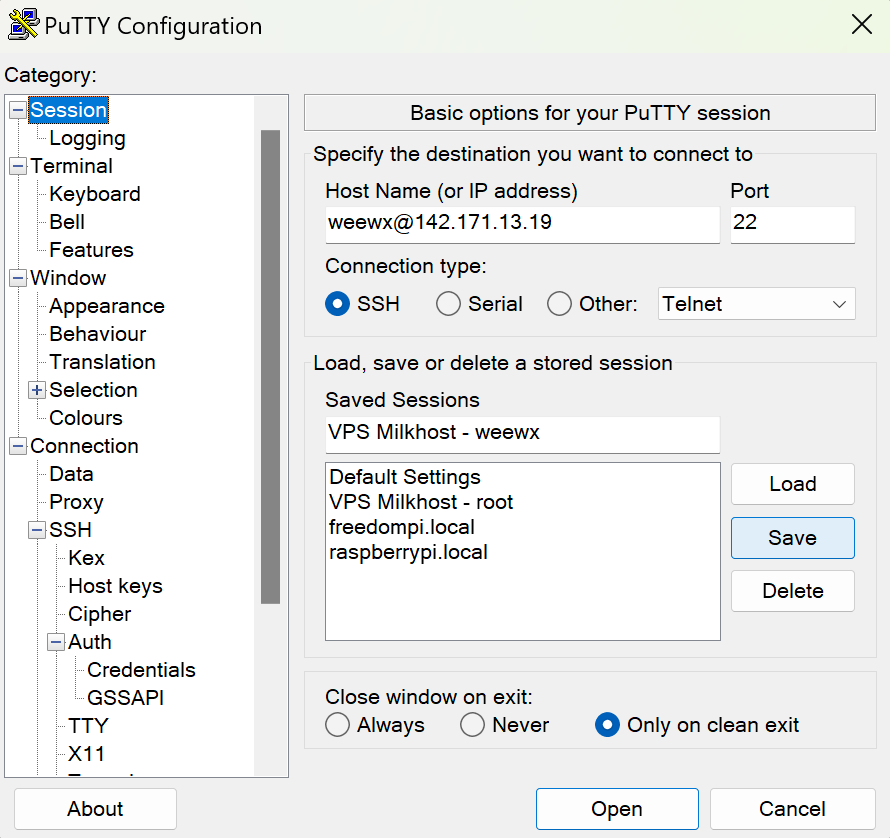 PuTTY Configuration
Category:
Session
Logging
Terminal
Keyboard
Bell
Features
Window
Appearance
Behaviour
Translation
Selection
Colours
Connection
Data
Proxy
SSH
Kex
Host keys
Cipher
Auth
Credentials
GSSAPI
TTY
X11
Basic options for your PuTTY session
Specify the destination you want to connect to
Host Name (or IP address) Port
weewx@142.171.13.19 22
Connection type:
SSH Serial Other: Telnet
Load, save or delete a stored session
Saved Sessions
VPS Milkhost - weewx
Default Settings
VPS Milkhost - root
freedompi.local
raspberrypi.local
Load
Save
Delete
Close window on exit:
Always Never Only on clean exit
About Open Cancel